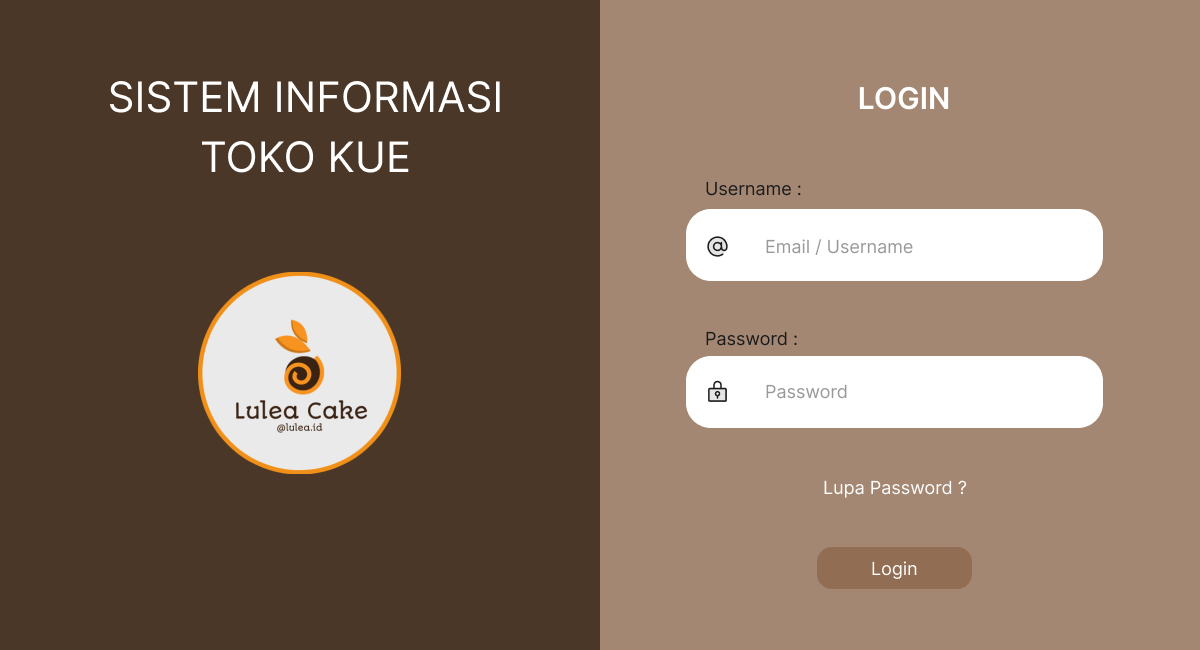 SISTEM INFORMASI
TOKO KUE
Lulea Cake
@lulea.id
LOGIN
Username :
Email / Username
Password :
Password
Lupa Password ?
Login